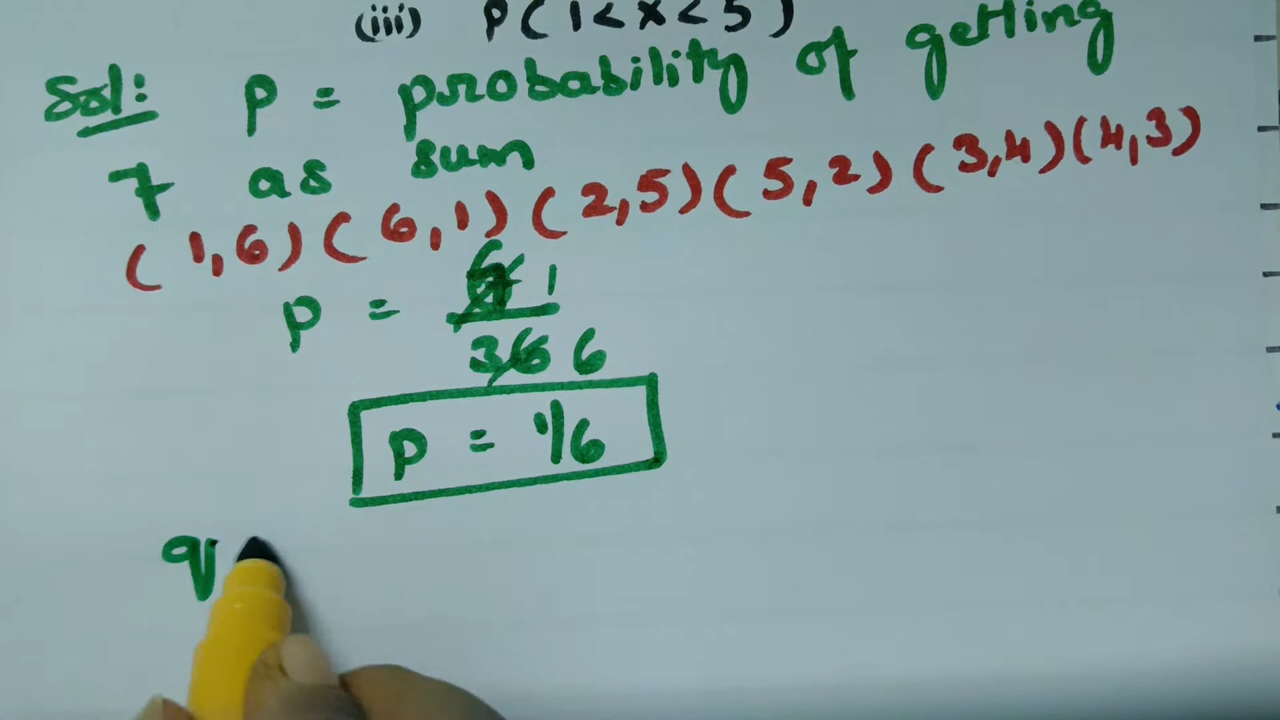 (iii) P(1<x<5)
Sol: P = probability of getting
7 as sum
(1,6)(6,1)(2,5)(5,2)(3,4)(4,3)
P = 6 1
36 6
P = 1/6
q